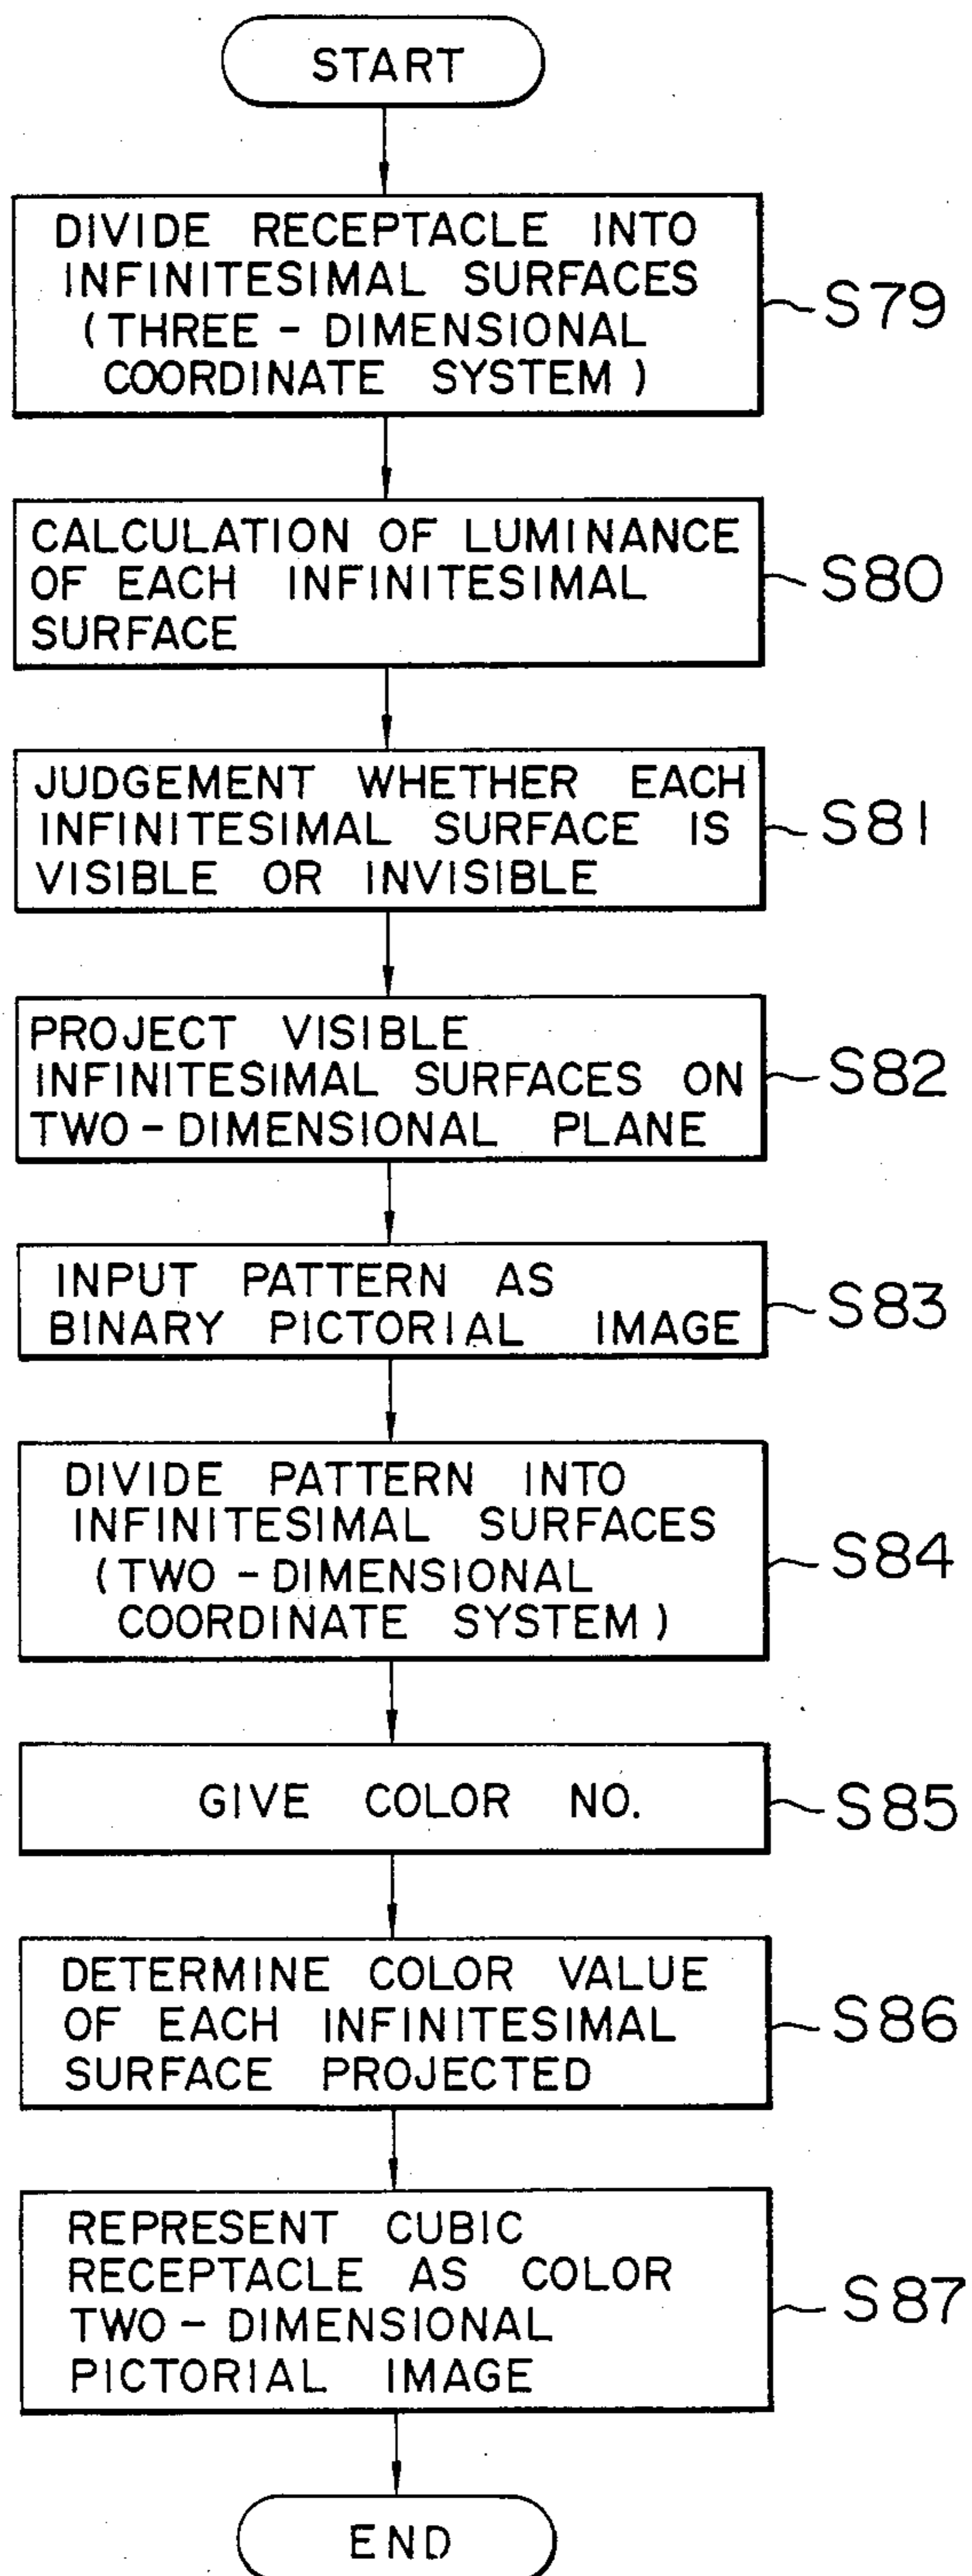 START
DIVIDE RECEPTACLE INTO
INFINITESIMAL SURFACES
(THREE-DIMENSIONAL
COORDINATE SYSTEM)
S79
CALCULATION OF LUMINANCE
OF EACH INFINITESIMAL
SURFACE
S80
JUDGEMENT WHETHER EACH
INFINITESIMAL SURFACE IS
VISIBLE OR INVISIBLE
S81
PROJECT VISIBLE
INFINITESIMAL SURFACES ON
TWO-DIMENSIONAL PLANE
S82
INPUT PATTERN AS
BINARY PICTORIAL IMAGE
S83
DIVIDE PATTERN INTO
INFINITESIMAL SURFACES
(TWO-DIMENSIONAL
COORDINATE SYSTEM)
S84
GIVE COLOR NO.
S85
DETERMINE COLOR VALUE
OF EACH INFINITESIMAL
SURFACE PROJECTED
S86
REPRESENT CUBIC
RECEPTACLE AS COLOR
TWO-DIMENSIONAL
PICTORIAL IMAGE
S87
END